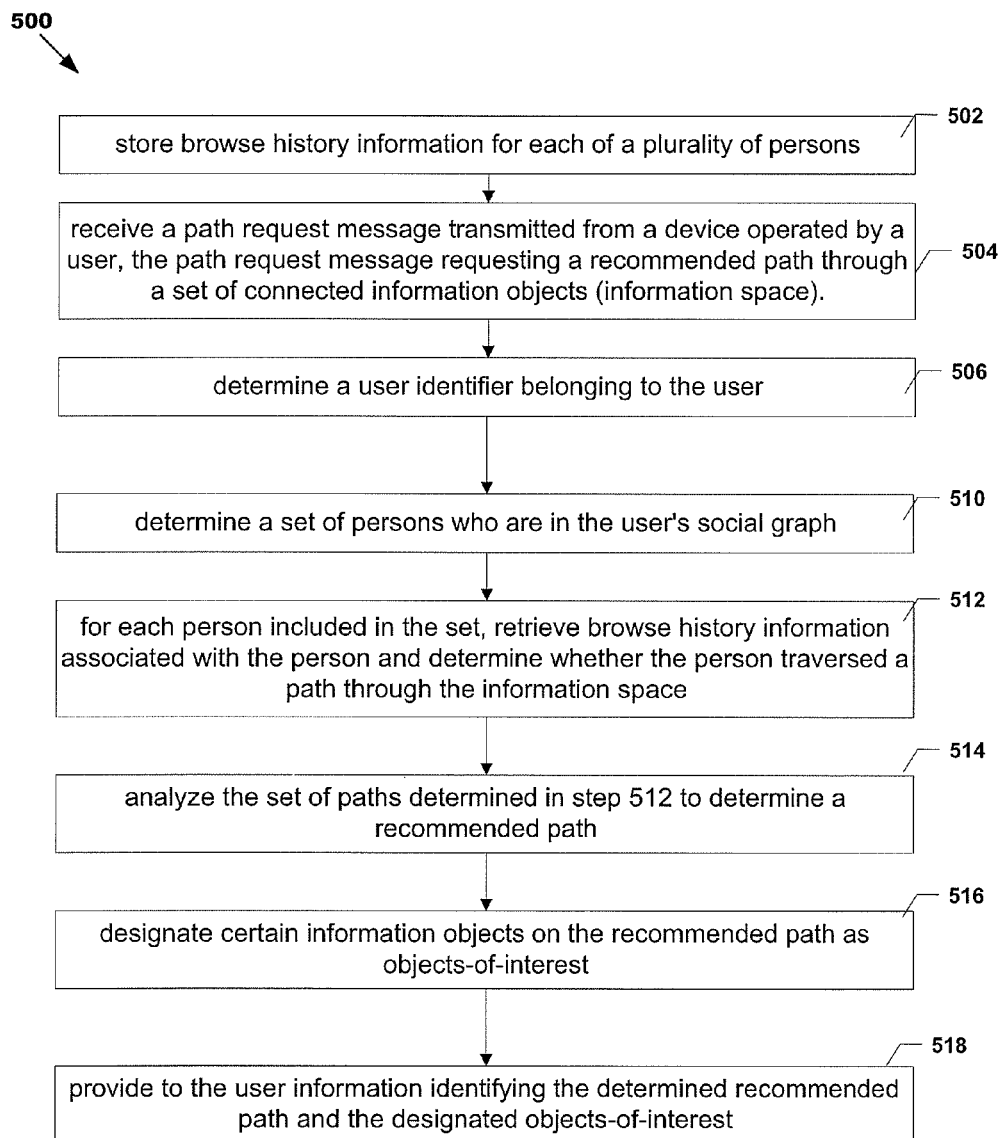 500
502
store browse history information for each of a plurality of persons
receive a path request message transmitted from a device operated by a
user, the path request message requesting a recommended path through
a set of connected information objects (information space).
504
506
determine a user identifier belonging to the user
510
determine a set of persons who are in the user's social graph
512
for each person included in the set, retrieve browse history information
associated with the person and determine whether the person traversed a
path through the information space
514
analyze the set of paths determined in step 512 to determine a
recommended path
516
designate certain information objects on the recommended path as
objects-of-interest
518
provide to the user information identifying the determined recommended
path and the designated objects-of-interest